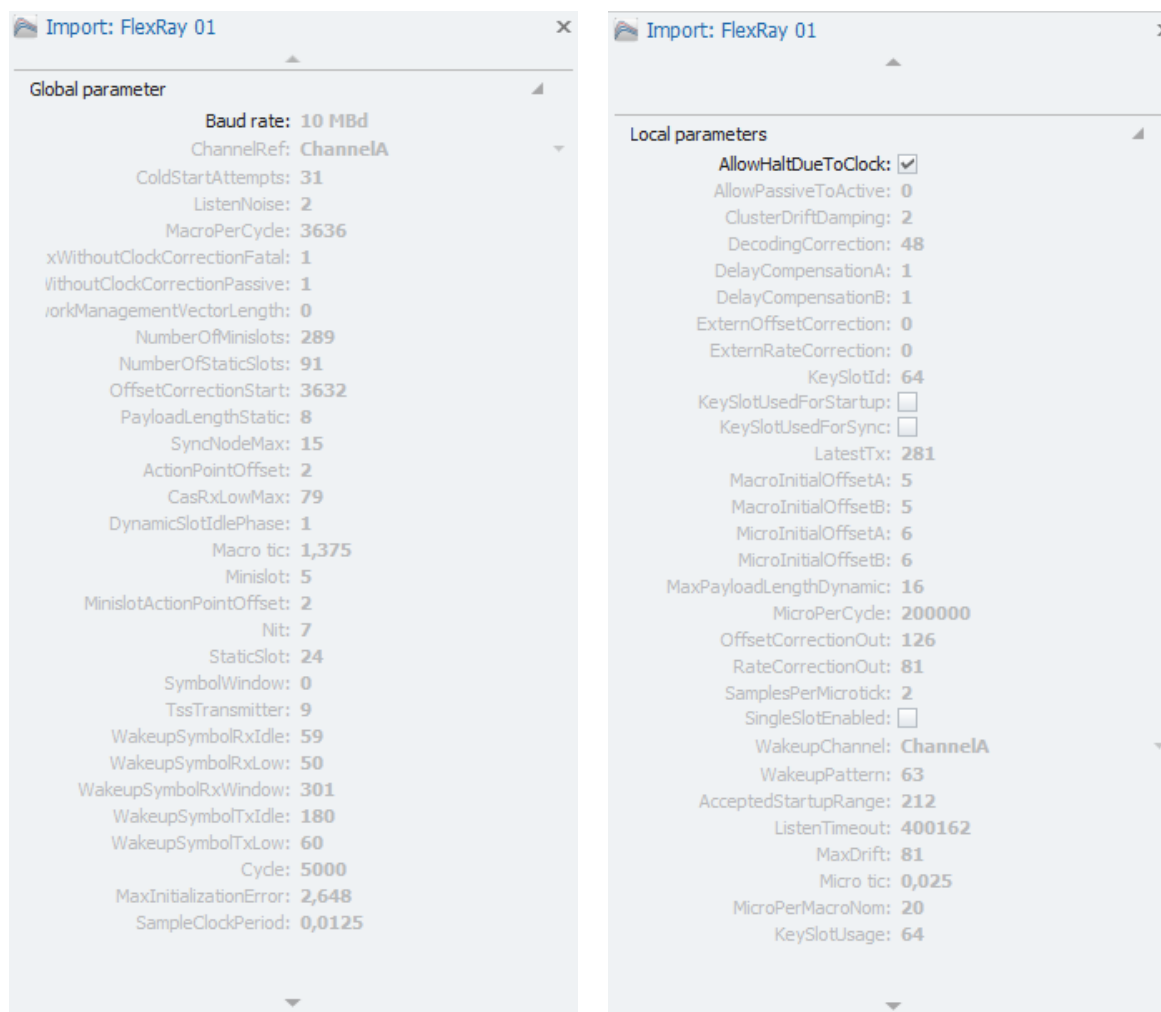 Import: FlexRay 01
Global parameter
Baud rate: 10 MBd
ChannelRef: ChannelA
ColdStartAttempts: 31
ListenNoise: 2
MacroPerCycle: 3636
xWithoutClockCorrectionFatal: 1
VithoutClockCorrectionPassive: 1
workManagementVectorLength: 0
NumberOfMinislots: 289
NumberOfStaticSlots: 91
OffsetCorrectionStart: 3632
PayloadLengthStatic: 8
SyncNodeMax: 15
ActionPointOffset: 2
CasRxLowMax: 79
DynamicSlotIdlePhase: 1
Macro tic: 1,375
Minislot: 5
MinislotActionPointOffset: 2
Nit: 7
StaticSlot: 24
SymbolWindow: 0
TssTransmitter: 9
WakeupSymbolRxIdle: 59
WakeupSymbolRxLow: 50
WakeupSymbolRxWindow: 301
WakeupSymbolTxIdle: 180
WakeupSymbolTxLow: 60
Cycle: 5000
MaxInitializationError: 2,648
SampleClockPeriod: 0,0125
Import: FlexRay 01
Local parameters
AllowHaltDueToClock:
AllowPassiveToActive: 0
ClusterDriftDamping: 2
DecodingCorrection: 48
DelayCompensationA: 1
DelayCompensationB: 1
ExternOffsetCorrection: 0
ExternRateCorrection: 0
KeySlotId: 64
KeySlotUsedForStartup:
KeySlotUsedForSync:
LatestTx: 281
MacroInitialOffsetA: 5
MacroInitialOffsetB: 5
MicroInitialOffsetA: 6
MicroInitialOffsetB: 6
MaxPayloadLengthDynamic: 16
MicroPerCycle: 200000
OffsetCorrectionOut: 126
RateCorrectionOut: 81
SamplesPerMicrotick: 2
SingleSlotEnabled:
WakeupChannel: ChannelA
WakeupPattern: 63
AcceptedStartupRange: 212
ListenTimeout: 400162
MaxDrift: 81
Micro tic: 0,025
MicroPerMacroNom: 20
KeySlotUsage: 64